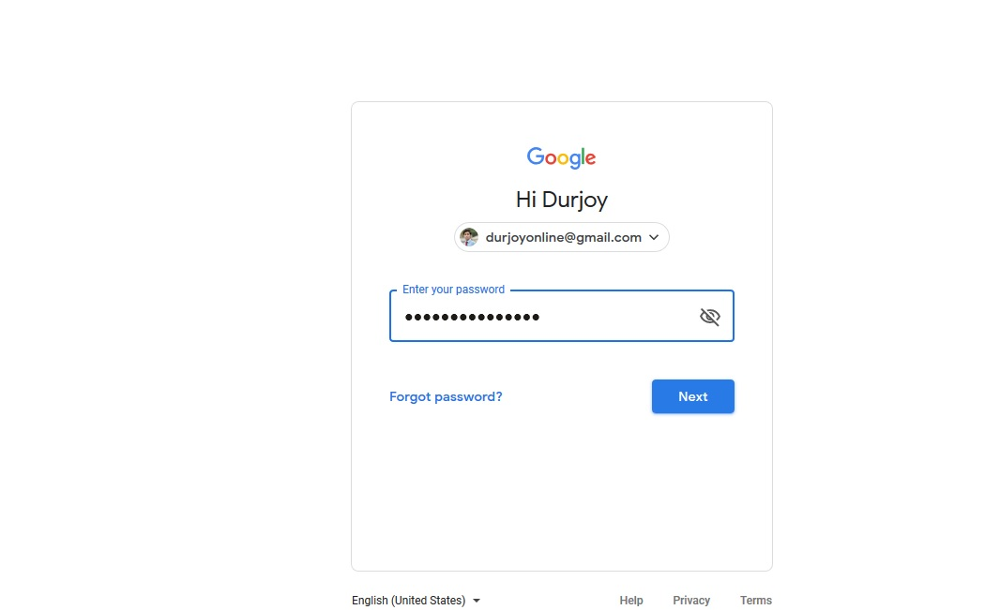 Google
Hi Durjoy
durjoyonline@gmail.com
Enter your password
●●●●●●●●●●●●●●●
Forgot password? Next
English (United States) Help Privacy Terms